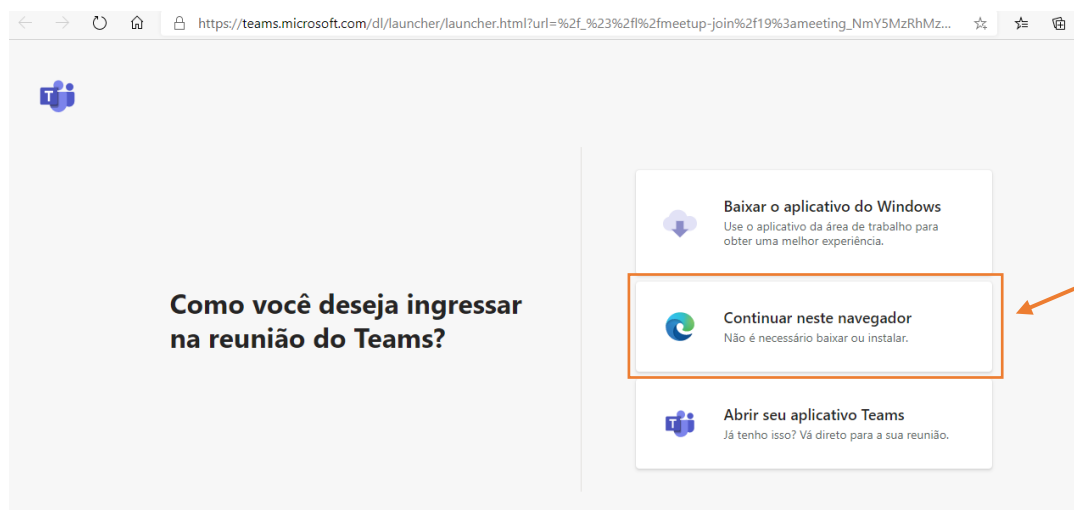 https://teams.microsoft.com/dl/launcher/launcher.html?url=%2f_%23%2fl%2fmeetup-join%2f19%3ameeting_NmY5MzRhMz...
T
Baixar o aplicativo do Windows
Use o aplicativo da área de trabalho para
obter uma melhor experiência.
Como você deseja ingressar
na reunião do Teams?
Continuar neste navegador
Não é necessário baixar ou instalar.
T
Abrir seu aplicativo Teams
Já tenho isso? Vá direto para a sua reunião.